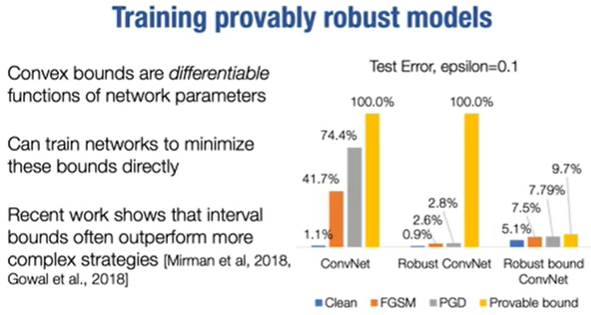 Training provably robust models
Convex bounds are differentiable
functions of network parameters
Can train networks to minimize
these bounds directly
Recent work shows that interval
bounds often outperform more
complex strategies [Mirman et al, 2018,
Gowal et al., 2018]
Test Error, epsilon=0.1
100.0%
100.0%
74.4%
41.7%
1.1%
0.9%
2.6%
2.8%
5.1%
7.5%
7.79%
9.7%
ConvNet
Robust ConvNet
Robust bound
ConvNet
Clean
FGSM
PGD
Provable bound